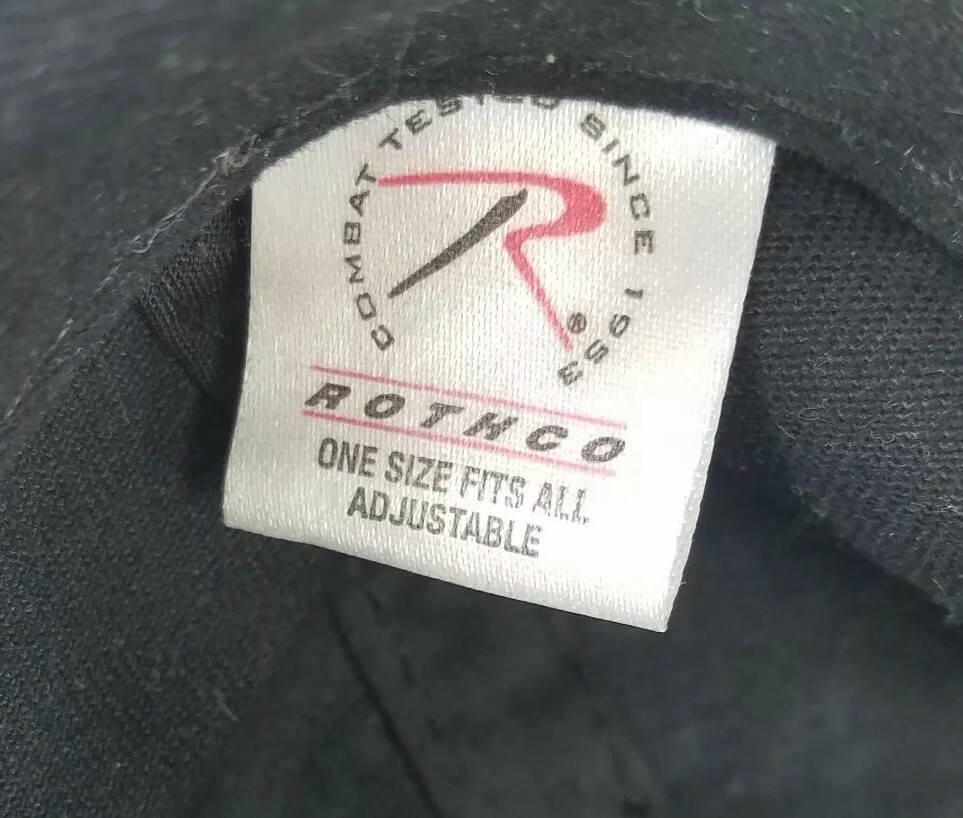 COMBAT TESTED SINCE 1953
R®
ROTHCO
ONE SIZE FITS ALL
ADJUSTABLE